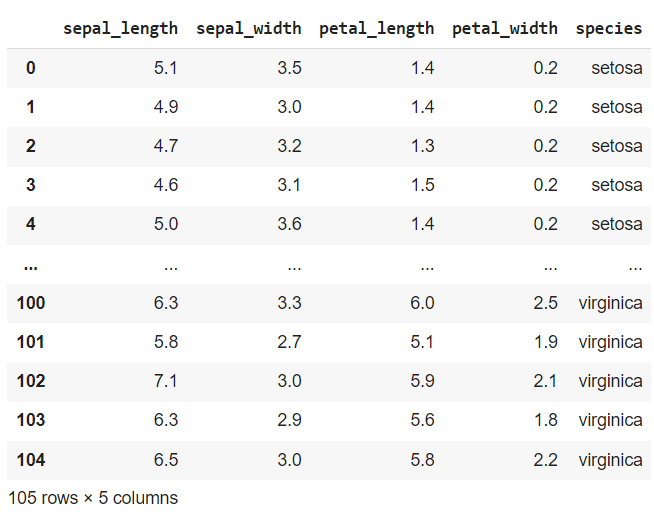 sepal_length sepal_width petal_length petal_width species
0 5.1 3.5 1.4 0.2 setosa
1 4.9 3.0 1.4 0.2 setosa
2 4.7 3.2 1.3 0.2 setosa
3 4.6 3.1 1.5 0.2 setosa
4 5.0 3.6 1.4 0.2 setosa
... ... ... ... ... ...
100 6.3 3.3 6.0 2.5 virginica
101 5.8 2.7 5.1 1.9 virginica
102 7.1 3.0 5.9 2.1 virginica
103 6.3 2.9 5.6 1.8 virginica
104 6.5 3.0 5.8 2.2 virginica
105 rows × 5 columns